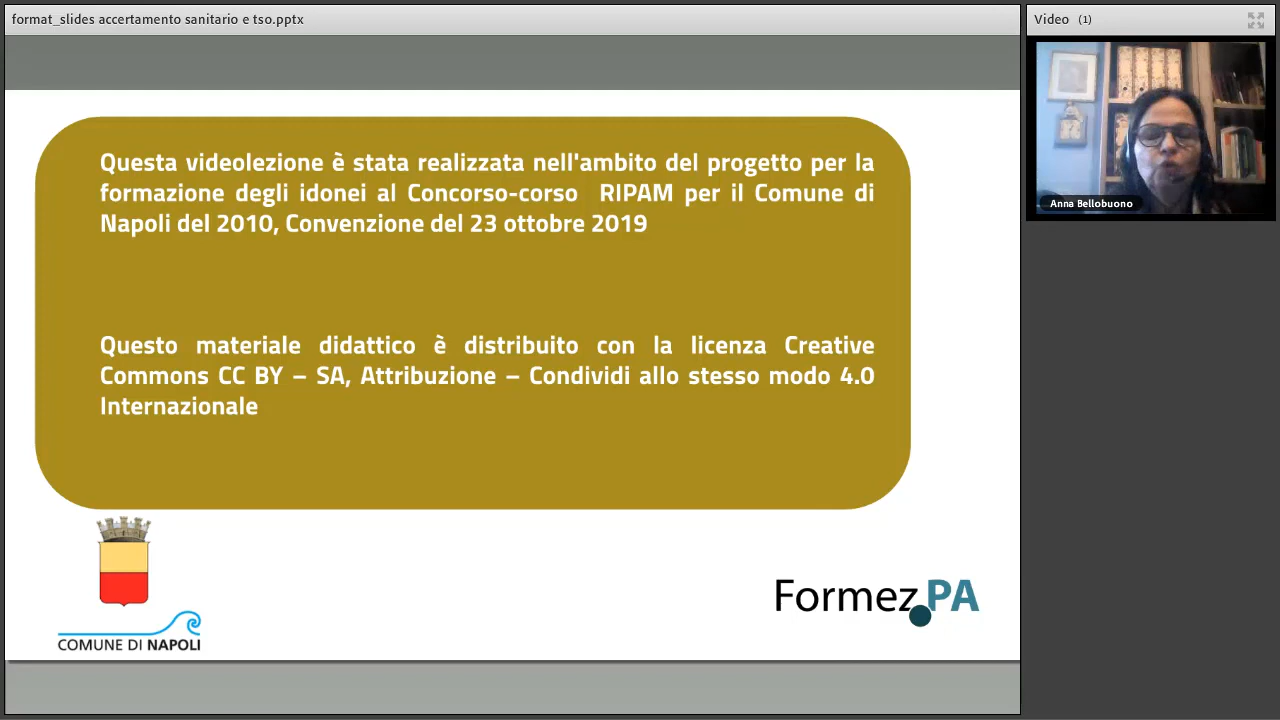 format_slides accertamento sanitario e tso.pptx
Video (1)
Anna Bellobuono
Questa videolezione è stata realizzata nell'ambito del progetto per la
formazione degli idonei al Concorso-corso RIPAM per il Comune di
Napoli del 2010, Convenzione del 23 ottobre 2019
Questo materiale didattico è distribuito con la licenza Creative
Commons CC BY – SA, Attribuzione – Condividi allo stesso modo 4.0
Internazionale
COMUNE DI NAPOLI
Formez PA